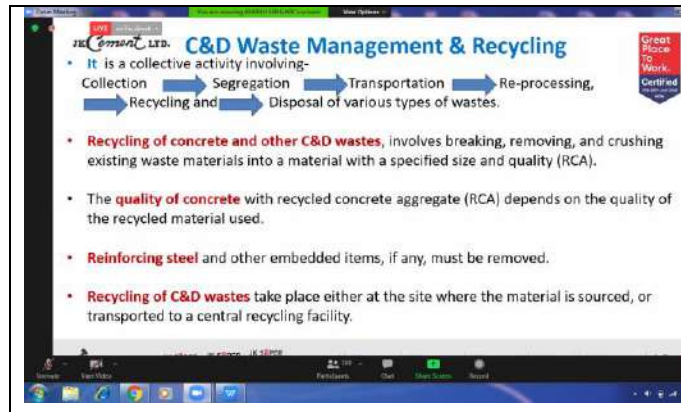 Zoom Meeting
View Options
LIVE
JK Cement LTD.
C&D Waste Management & Recycling
Great
Place
To
Work.
Certified
• It is a collective activity involving-
Collection Segregation Transportation Re-processing,
Recycling and Disposal of various types of wastes.
• Recycling of concrete and other C&D wastes, involves breaking, removing, and crushing
existing waste materials into a material with a specified size and quality (RCA).
• The quality of concrete with recycled concrete aggregate (RCA) depends on the quality of
the recycled material used.
• Reinforcing steel and other embedded items, if any, must be removed.
• Recycling of C&D wastes take place either at the site where the material is sourced, or
transported to a central recycling facility.
Participants
Chat
Share Screen
Record